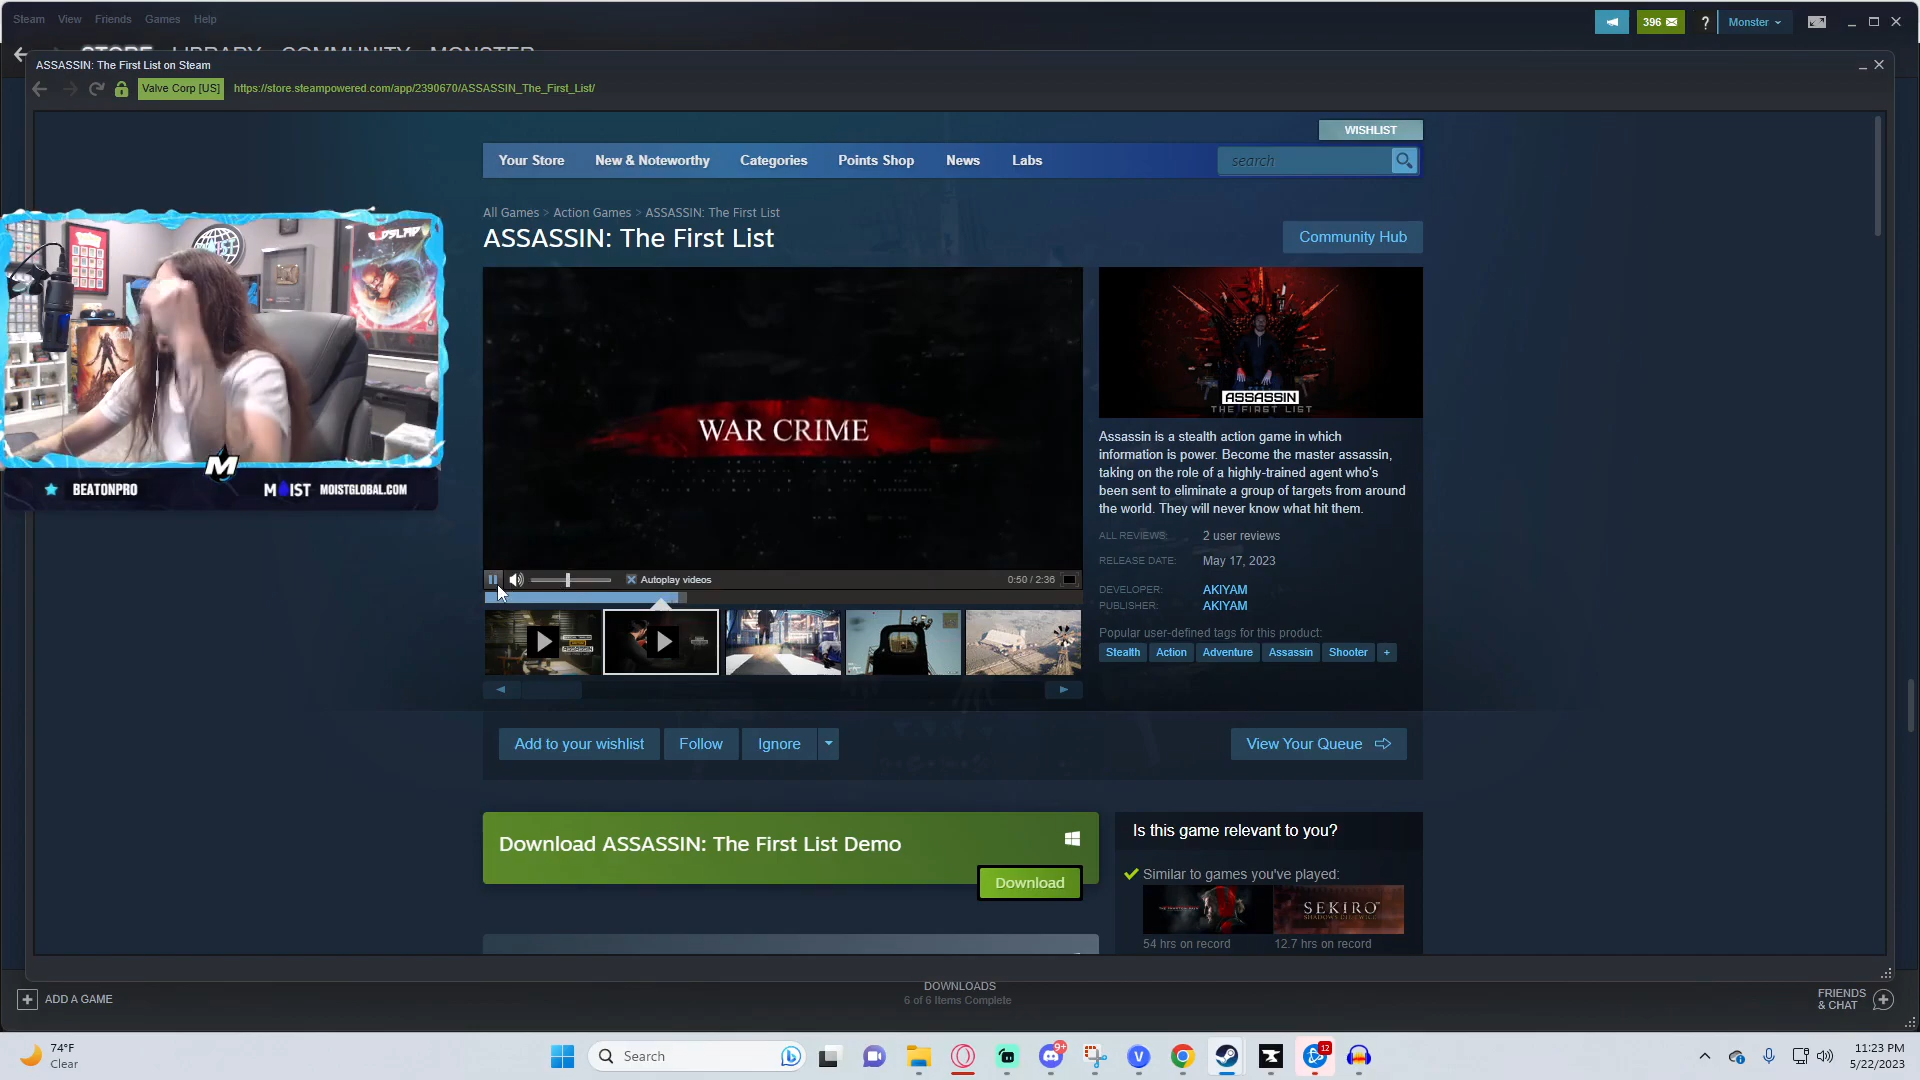 Steam View Friends Games Help
396
?
Monster
STORE LIBRARY COMMUNITY MONSTER
ASSASSIN: The First List on Steam
Valve Corp [US] https://store.steampowered.com/app/2390670/ASSASSIN_The_First_List/
WISHLIST
Your Store New & Noteworthy Categories Points Shop News Labs search
All Games > Action Games > ASSASSIN: The First List
ASSASSIN: The First List
Community Hub
WAR CRIME
Autoplay videos
0:50 / 2:36
ASSASSIN
THE FIRST LIST
Assassin is a stealth action game in which
information is power. Become the master assassin,
taking on the role of a highly-trained agent who's
been sent to eliminate a group of targets from around
the world. They will never know what hit them.
ALL REVIEWS: 2 user reviews
RELEASE DATE: May 17, 2023
DEVELOPER: AKIYAM
PUBLISHER: AKIYAM
Popular user-defined tags for this product:
Stealth Action Adventure Assassin Shooter +
M
BEATONPRO M IST MOISTGLOBAL.COM
Add to your wishlist Follow Ignore View Your Queue
Download ASSASSIN: The First List Demo
Download
Is this game relevant to you?
Similar to games you've played:
SEKIRO
54 hrs on record 12.7 hrs on record
ADD A GAME
DOWNLOADS
6 of 6 Items Complete
FRIENDS
& CHAT
74°F
Clear
Search
9+
12
11:23 PM
5/22/2023